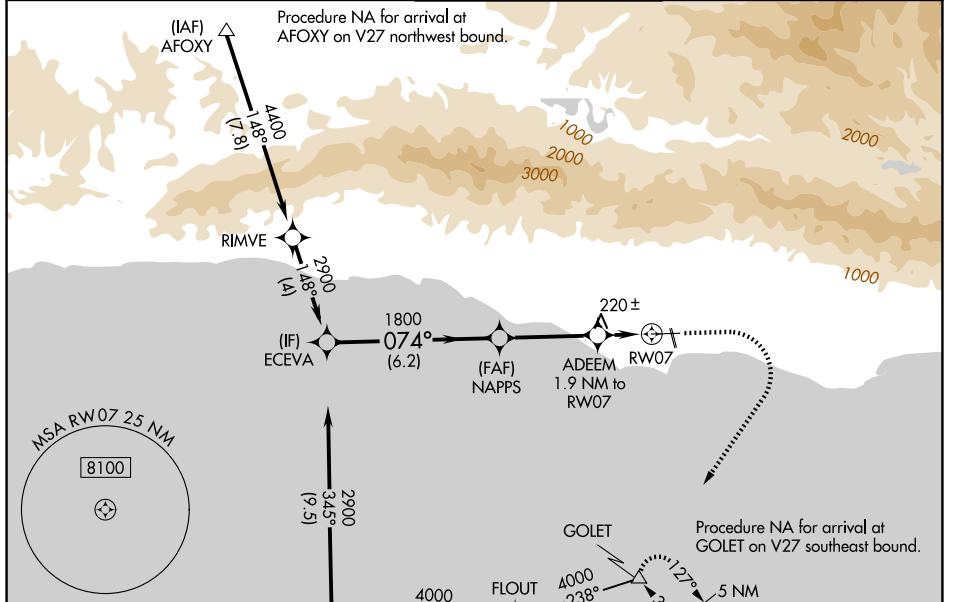 (IAF)
AFOXY
Procedure NA for arrival at
AFOXY on V27 northwest bound.
4400
148°
(7.8)
1000
2000
3000
2000
1000
RIMVE
2900
148°
(4)
(IF)
ECEVA
1800
074°
(6.2)
(FAF)
NAPPS
220 ±
ADEEM
1.9 NM to
RW07
RW07
MSA RW07 25 NM
8100
2900
345°
(9.5)
Procedure NA for arrival at
GOLET on V27 southeast bound.
GOLET
4000
238°
127°
5 NM
FLOUT
4000